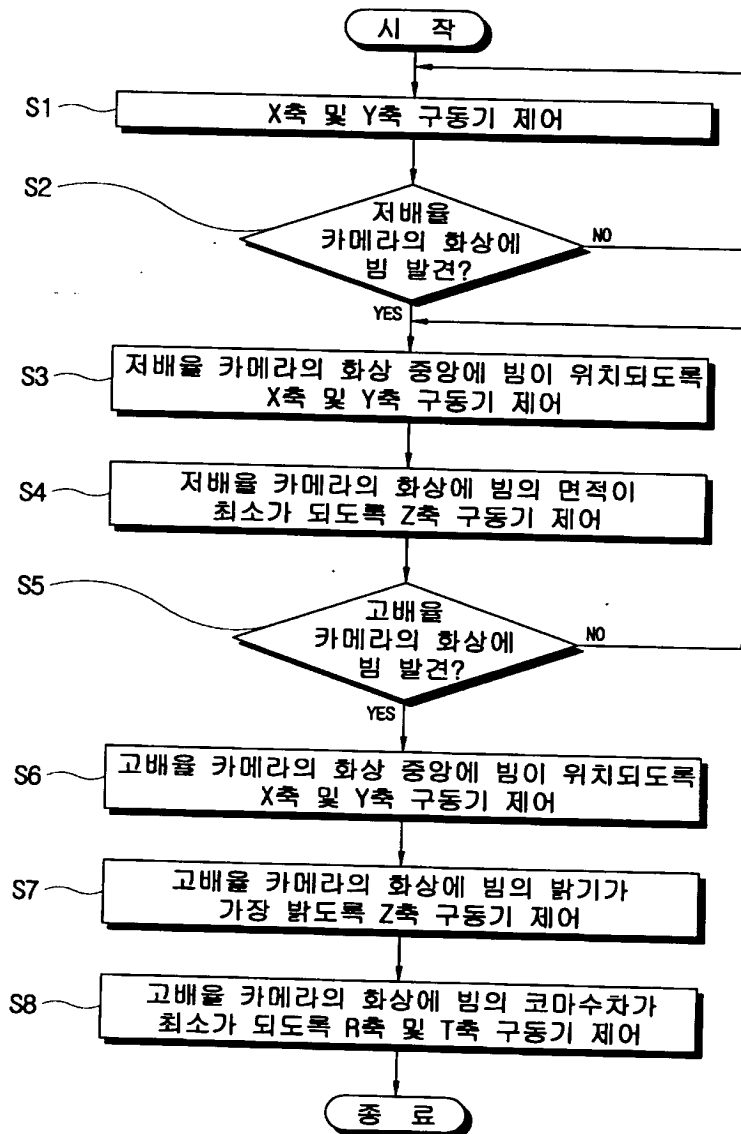 시 작
S1
X축 및 Y축 구동기 제어
S2
저배율
카메라의 화상에
빔 발견?
NO
YES
S3
저배율 카메라의 화상 중앙에 빔이 위치되도록
X축 및 Y축 구동기 제어
S4
저배율 카메라의 화상에 빔의 면적이
최소가 되도록 Z축 구동기 제어
S5
고배율
카메라의 화상에
빔 발견?
NO
YES
S6
고배율 카메라의 화상 중앙에 빔이 위치되도록
X축 및 Y축 구동기 제어
S7
고배율 카메라의 화상에 빔의 밝기가
가장 밝도록 Z축 구동기 제어
S8
고배율 카메라의 화상에 빔의 코마수차가
최소가 되도록 R축 및 T축 구동기 제어
종 료